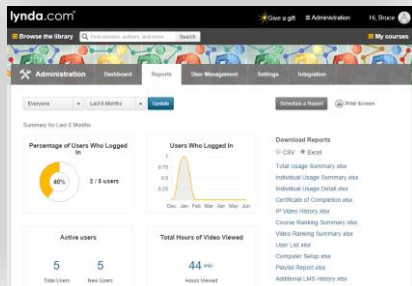 lynda.com
Give a gift
Administration
Hi, Bruce
Browse the library
Find courses, authors, and more...
Search
My courses
Administration
Dashboard
Reports
User Management
Settings
Integration
Everyone
Last 6 Months
Update
Schedule a Report
Print Screen
Summary for Last 6 Months
Percentage of Users Who Logged
In
40%
2 / 5 users
Users Who Logged In
1
0.75
0.5
0.25
Dec Jan Feb Mar Apr May Jun
Download Reports
CSV Excel
Total Usage Summary.xlsx
Individual Usage Summary.xlsx
Individual Usage Detail.xlsx
Certificate of Completion.xlsx
IP Video History.xlsx
Course Ranking Summary.xlsx
Video Ranking Summary.xlsx
User List.xlsx
Computer Setup.xlsx
Playlist Report.xlsx
Additional LMS History.xlsx
Active users
5
Total Users
5
New Users
Total Hours of Video Viewed
44 min
Hours Viewed